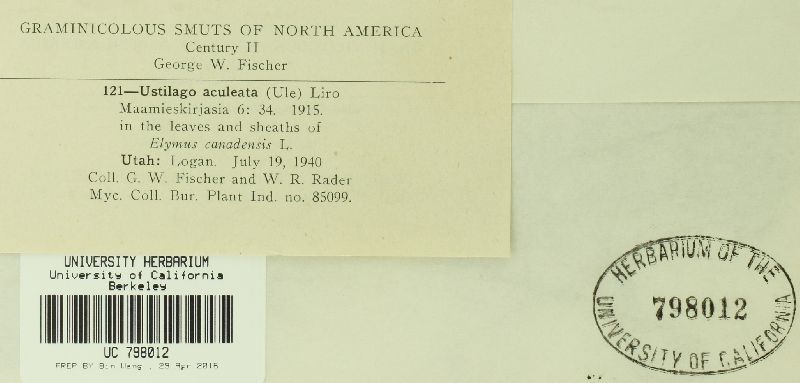 GRAMINICOLOUS SMUTS OF NORTH AMERICA
Century II
George W. Fischer
121—Ustilago aculeata (Ule) Liro
Maamieskirjasia 6: 34. 1915.
in the leaves and sheaths of
Elymus canadensis L.
Utah: Logan. July 19, 1940
Coll. G. W. Fischer and W. R. Rader
Myc. Coll. Bur. Plant Ind. no. 85099.
UNIVERSITY HERBARIUM
University of California
Berkeley
UC 798012
PREP BY Bin Wang , 29 Apr 2016
HERBARIUM OF THE
798012
UNIVERSITY OF CALIFORNIA